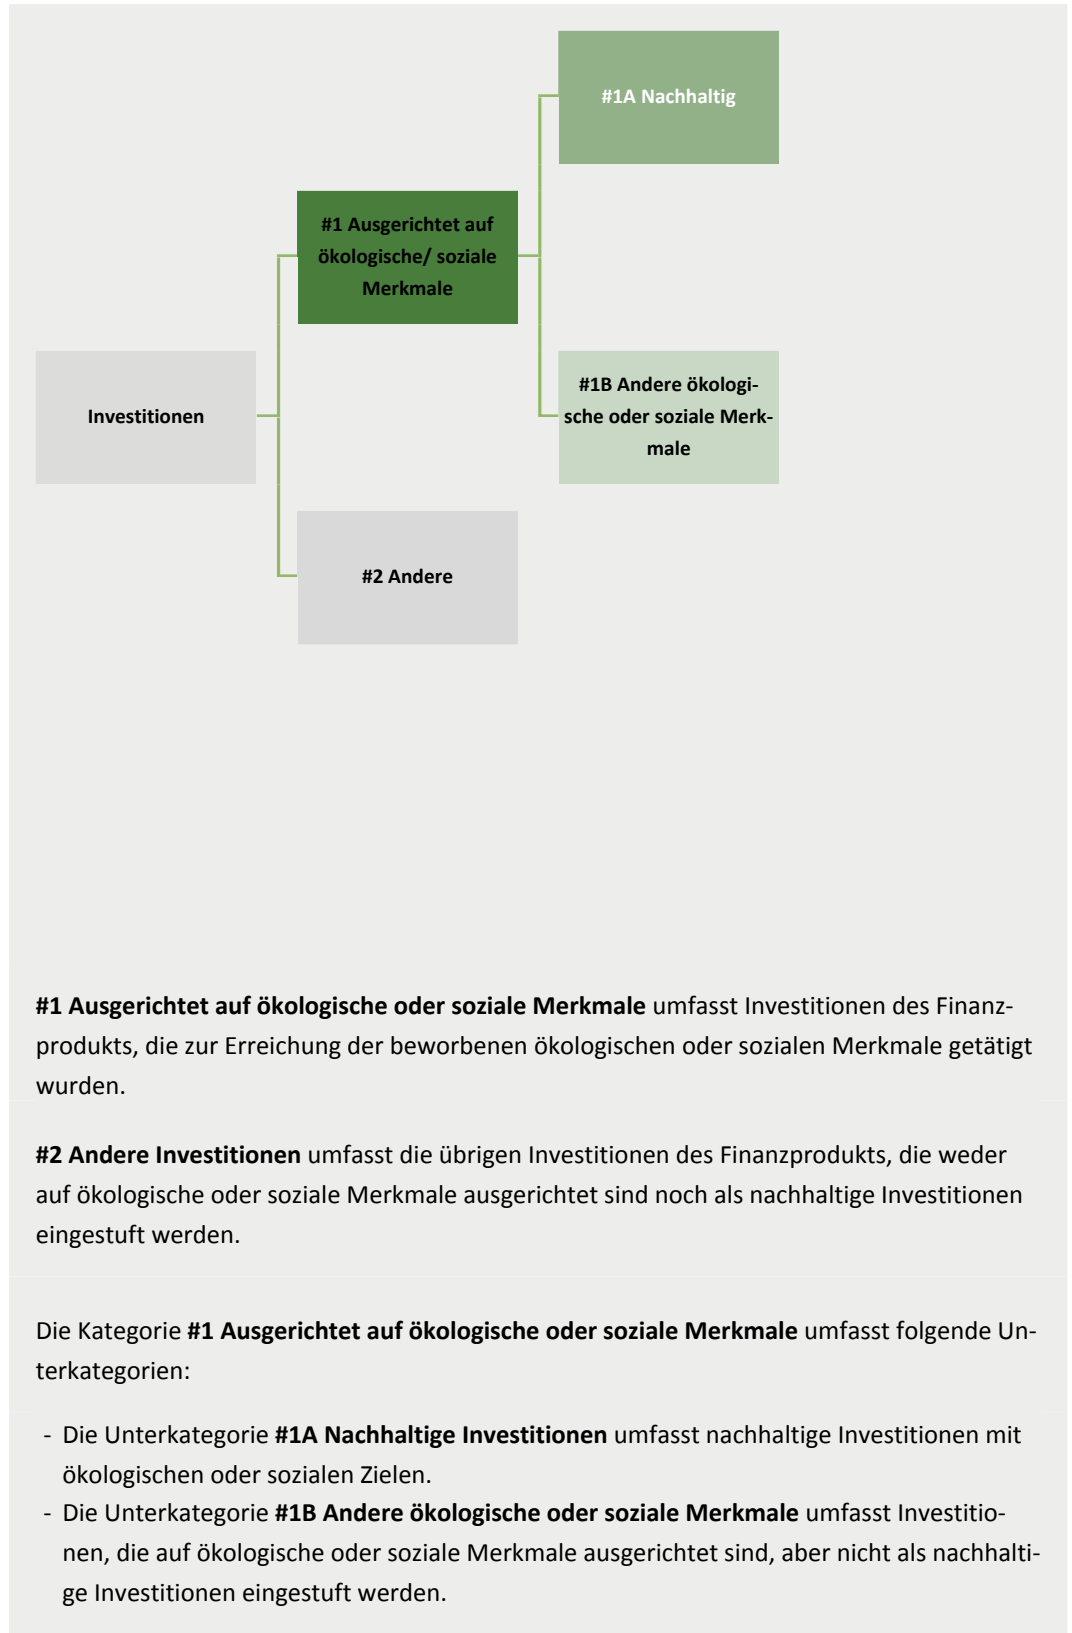 #1A Nachhaltig
#1 Ausgerichtet auf
ökologische/ soziale
Merkmale
#1B Andere ökologi-
sche oder soziale Merk-
male
Investitionen
#2 Andere
#1 Ausgerichtet auf ökologische oder soziale Merkmale umfasst Investitionen des Finanz-
produkts, die zur Erreichung der beworbenen ökologischen oder sozialen Merkmale getätigt
wurden.
#2 Andere Investitionen umfasst die übrigen Investitionen des Finanzprodukts, die weder
auf ökologische oder soziale Merkmale ausgerichtet sind noch als nachhaltige Investitionen
eingestuft werden.
Die Kategorie #1 Ausgerichtet auf ökologische oder soziale Merkmale umfasst folgende Un-
terkategorien:
- Die Unterkategorie #1A Nachhaltige Investitionen umfasst nachhaltige Investitionen mit
ökologischen oder sozialen Zielen.
- Die Unterkategorie #1B Andere ökologische oder soziale Merkmale umfasst Investitio-
nen, die auf ökologische oder soziale Merkmale ausgerichtet sind, aber nicht als nachhalti-
ge Investitionen eingestuft werden.